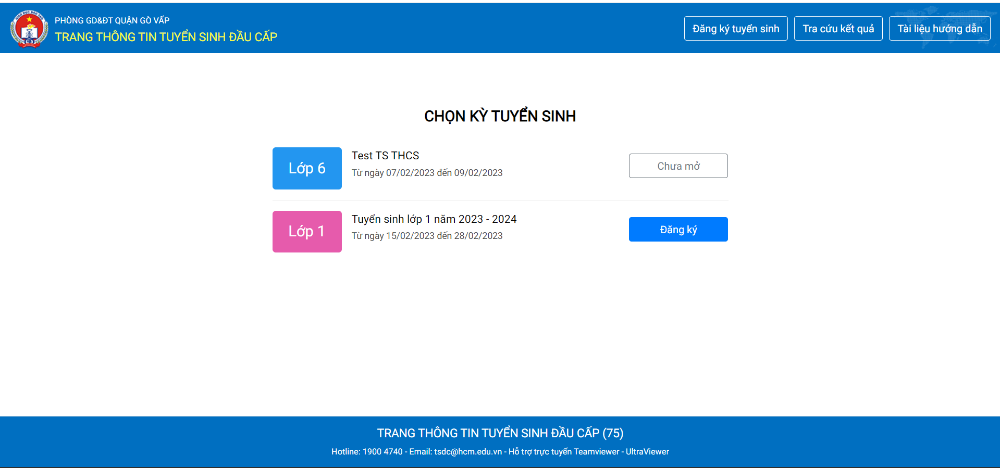 PHÒNG GD&ĐT QUẬN GÒ VẤP
TRANG THÔNG TIN TUYỂN SINH ĐẦU CẤP
Đăng ký tuyển sinh
Tra cứu kết quả
Tài liệu hướng dẫn
CHỌN KỲ TUYỂN SINH
Lớp 6
Test TS THCS
Từ ngày 07/02/2023 đến 09/02/2023
Chưa mở
Lớp 1
Tuyển sinh lớp 1 năm 2023 - 2024
Từ ngày 15/02/2023 đến 28/02/2023
Đăng ký
TRANG THÔNG TIN TUYỂN SINH ĐẦU CẤP (75)
Hotline: 1900 4740 - Email: tsdc@hcm.edu.vn - Hỗ trợ trực tuyến Teamviewer - UltraViewer